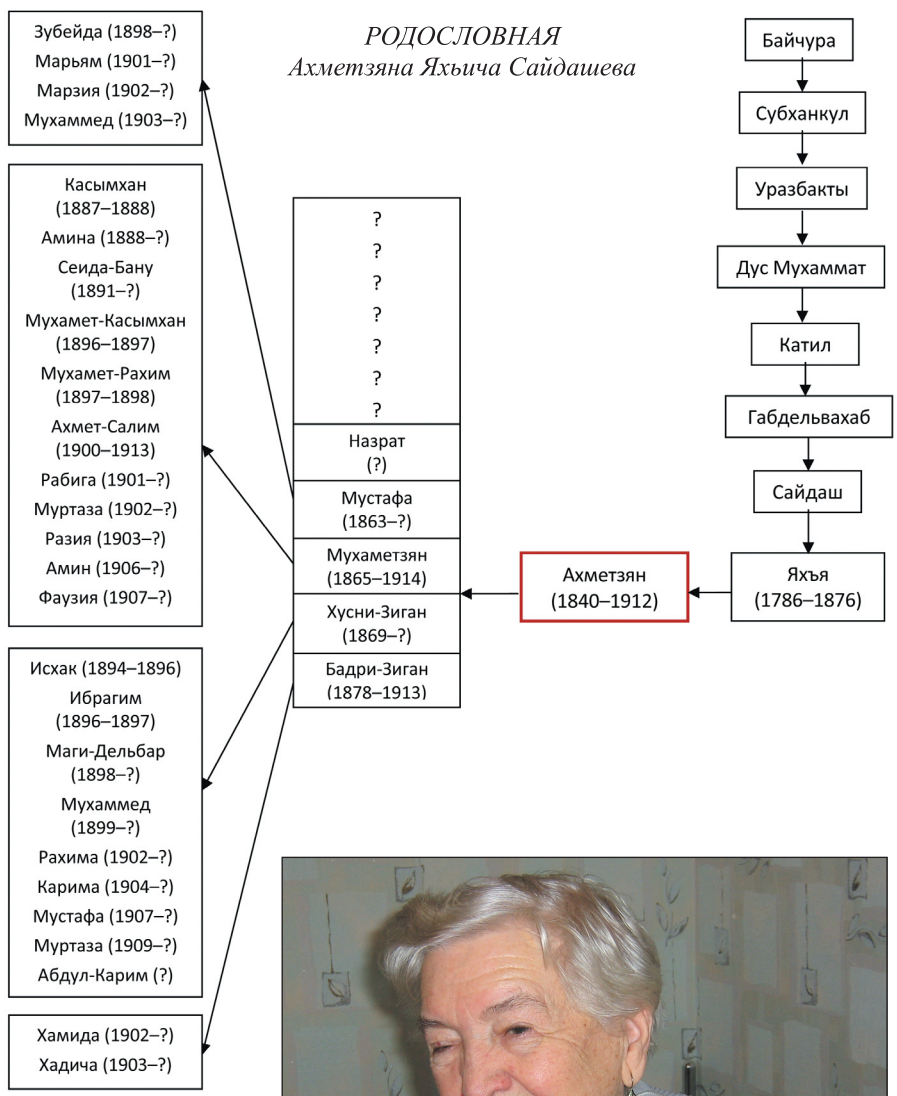 РОДОСЛОВНАЯ
Ахметзяна Яхьича Сайдашева
Байчура
Субханкул
Уразбакты
Дус Мухаммат
Катил
Габдельвахаб
Сайдаш
Яхъя
(1786–1876)
Ахметзян
(1840–1912)
?
?
?
?
?
?
?
Назрат
(?)
Мустафа
(1863–?)
Мухаметзян
(1865–1914)
Хусни-Зиган
(1869–?)
Бадри-Зиган
(1878–1913)
Зубейда (1898–?)
Марьям (1901–?)
Марзия (1902–?)
Мухаммед (1903–?)
Касымхан
(1887–1888)
Амина (1888–?)
Сеида-Бану
(1891–?)
Мухамет-Касымхан
(1896–1897)
Мухамет-Рахим
(1897–1898)
Ахмет-Салим
(1900–1913)
Рабига (1901–?)
Муртаза (1902–?)
Разия (1903–?)
Амин (1906–?)
Фаузия (1907–?)
Исхак (1894–1896)
Ибрагим
(1896–1897)
Маги-Дельбар
(1898–?)
Мухаммед
(1899–?)
Рахима (1902–?)
Карима (1904–?)
Мустафа (1907–?)
Муртаза (1909–?)
Абдул-Карим (?)
Хамида (1902–?)
Хадича (1903–?)